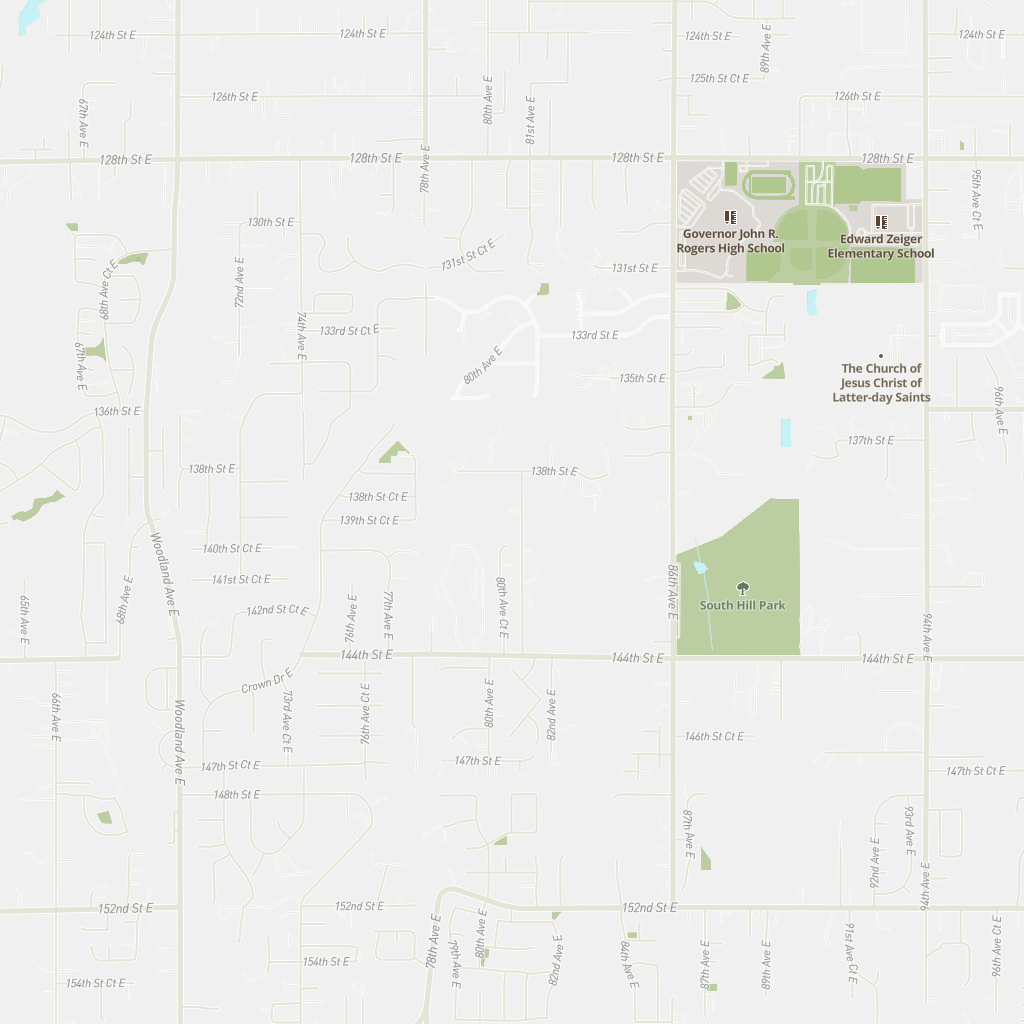 124th St E
124th St E
124th St E
124th St E
89th Ave E
125th St Ct E
67th Ave E
126th St E
80th Ave E
81st Ave E
126th St E
128th St E
128th St E
128th St E
128th St E
78th Ave E
95th Ave Ct E
130th St E
Governor John R.
Rogers High School
Edward Zeiger
Elementary School
131st St Ct E
131st St E
68th Ave Ct E
72nd Ave E
74th Ave E
133rd St Ct E
133rd St E
80th Ave E
67th Ave E
135th St E
The Church of
Jesus Christ of
Latter-day Saints
96th Ave E
136th St E
137th St E
138th St E
138th St E
138th St Ct E
139th St Ct E
140th St Ct E
141st St Ct E
Woodland Ave E
65th Ave E
68th Ave E
142nd St Ct E
76th Ave E
77th Ave E
80th Ave Ct E
86th Ave E
South Hill Park
94th Ave E
144th St E
144th St E
144th St E
Crown Dr E
66th Ave E
Woodland Ave E
73rd Ave Ct E
76th Ave Ct E
80th Ave E
82nd Ave E
146th St Ct E
147th St Ct E
147th St E
147th St Ct E
148th St E
87th Ave E
93rd Ave E
92nd Ave E
94th Ave E
152nd St E
152nd St E
152nd St E
78th Ave E
79th Ave E
80th Ave E
82nd Ave E
84th Ave E
87th Ave E
89th Ave E
91st Ave Ct E
96th Ave Ct E
154th St E
154th St Ct E